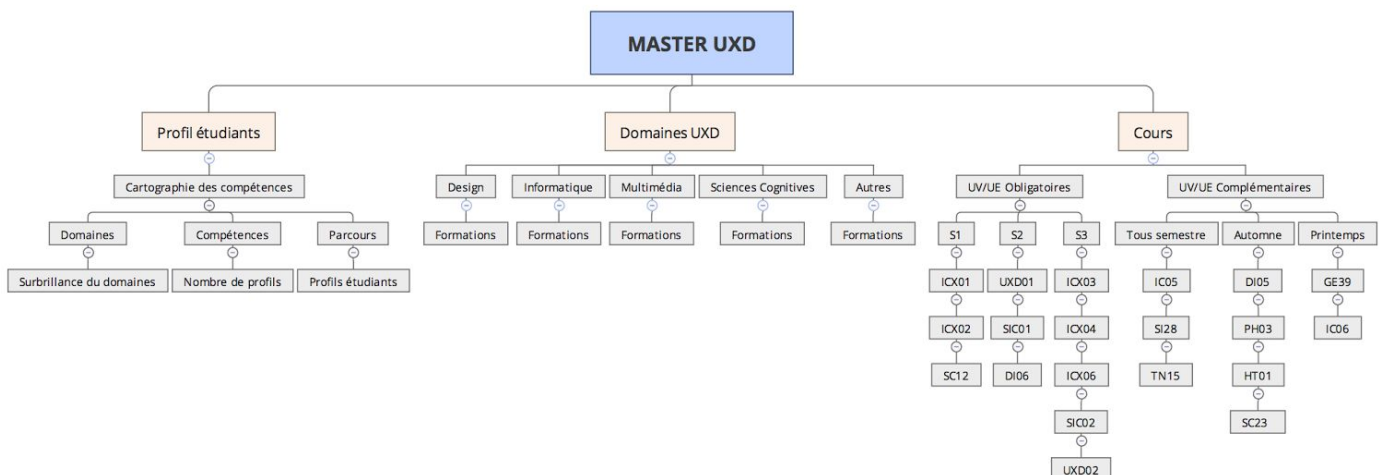 MASTER UXD
Profil étudiants
Domaines UXD
Cours
Cartographie des compétences
Design
Informatique
Multimédia
Sciences Cognitives
Autres
UV/UE Obligatoires
UV/UE Complémentaires
Domaines
Compétences
Parcours
Formations
Formations
Formations
Formations
Formations
S1
S2
S3
Tous semestre
Automne
Printemps
Surbrillance du domaines
Nombre de profils
Profils étudiants
ICX01
UXD01
ICX03
IC05
DI05
GE39
ICX02
SIC01
ICX04
SI28
PH03
IC06
SC12
DI06
ICX06
TN15
HT01
SIC02
SC23
UXD02